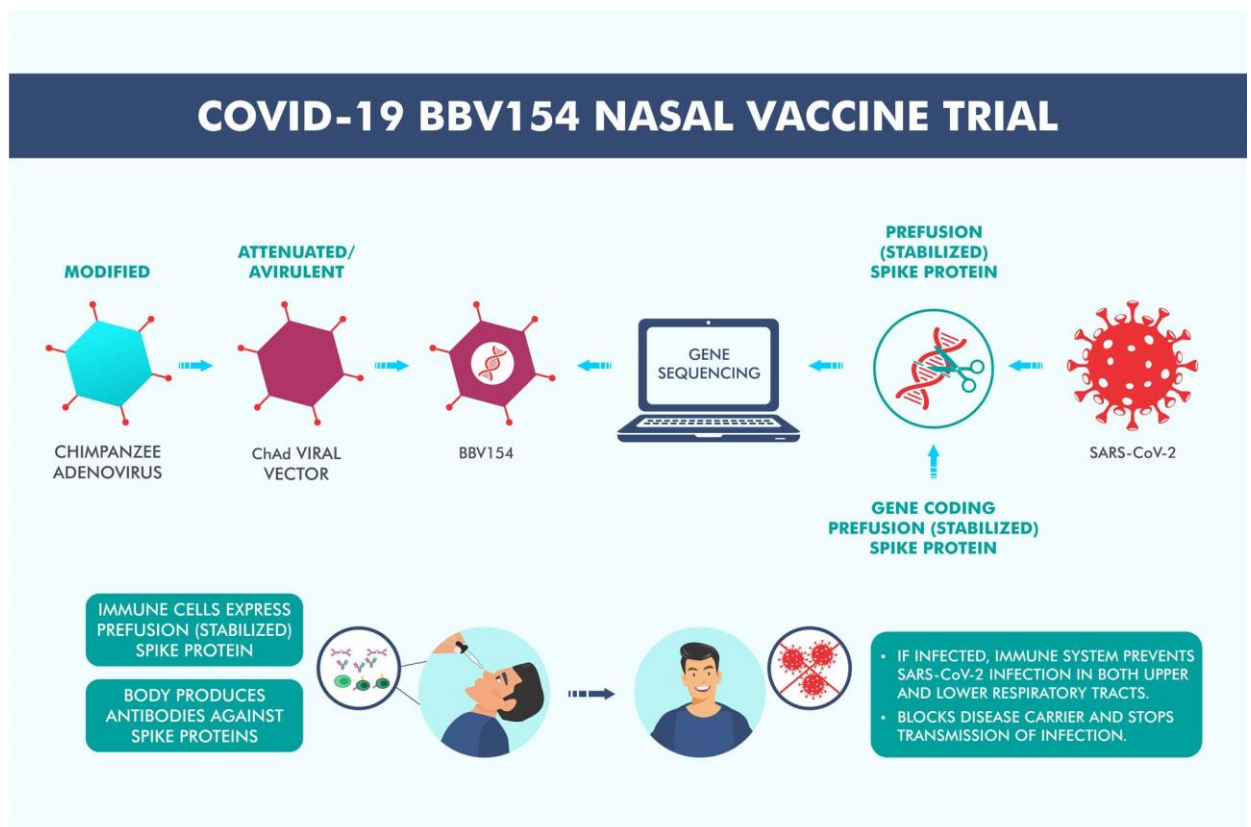 COVID-19 BBV154 NASAL VACCINE TRIAL
MODIFIED
CHIMPANZEE
ADENOVIRUS
ATTENUATED/
AVIRULENT
ChAd VIRAL
VECTOR
BBV154
GENE
SEQUENCING
PREFUSION
(STABILIZED)
SPIKE PROTEIN
GENE CODING
PREFUSION (STABILIZED)
SPIKE PROTEIN
SARS-CoV-2
IMMUNE CELLS EXPRESS
PREFUSION (STABILIZED)
SPIKE PROTEIN
BODY PRODUCES
ANTIBODIES AGAINST
SPIKE PROTEINS
• IF INFECTED, IMMUNE SYSTEM PREVENTS
SARS-CoV-2 INFECTION IN BOTH UPPER
AND LOWER RESPIRATORY TRACTS.
• BLOCKS DISEASE CARRIER AND STOPS
TRANSMISSION OF INFECTION.